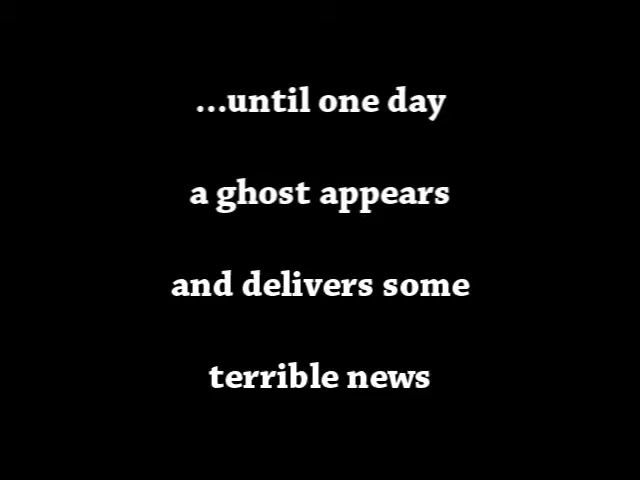 ...until one day
a ghost appears
and delivers some
terrible news